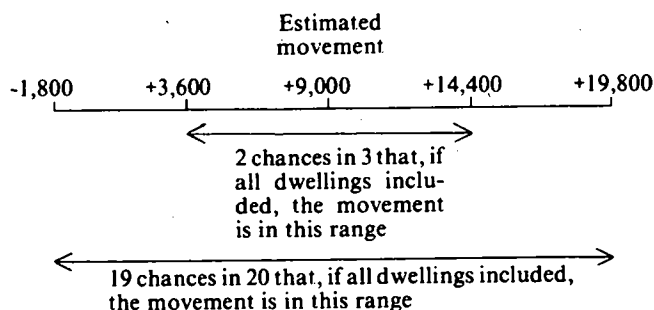 Estimated
movement
-1,800 +3,600 +9,000 +14,400 +19,800
2 chances in 3 that, if
all dwellings inclu-
ded, the movement
is in this range
19 chances in 20 that, if all dwellings included,
the movement is in this range